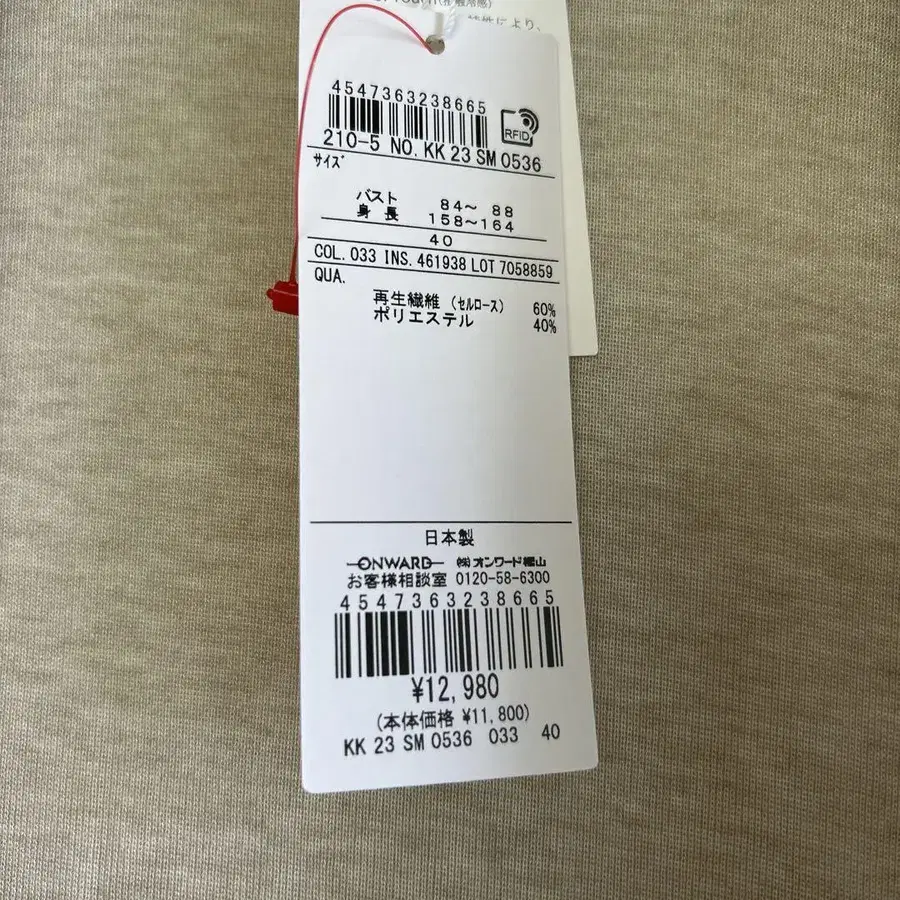 性により、
4547363238665
RFID
210-5 NO. KK 23 SM 0536
サイズ
バスト 84〜 88
身長 158〜164
40
COL. 033 INS. 461938 LOT 7058859
QUA.
再生繊維 (セルロース) 60%
ポリエステル 40%
日本製
ONWARD ㈱オンワード樫山
お客様相談室 0120-58-6300
4547363238665
¥12,980
(本体価格 ¥11,800)
KK 23 SM 0536 033 40